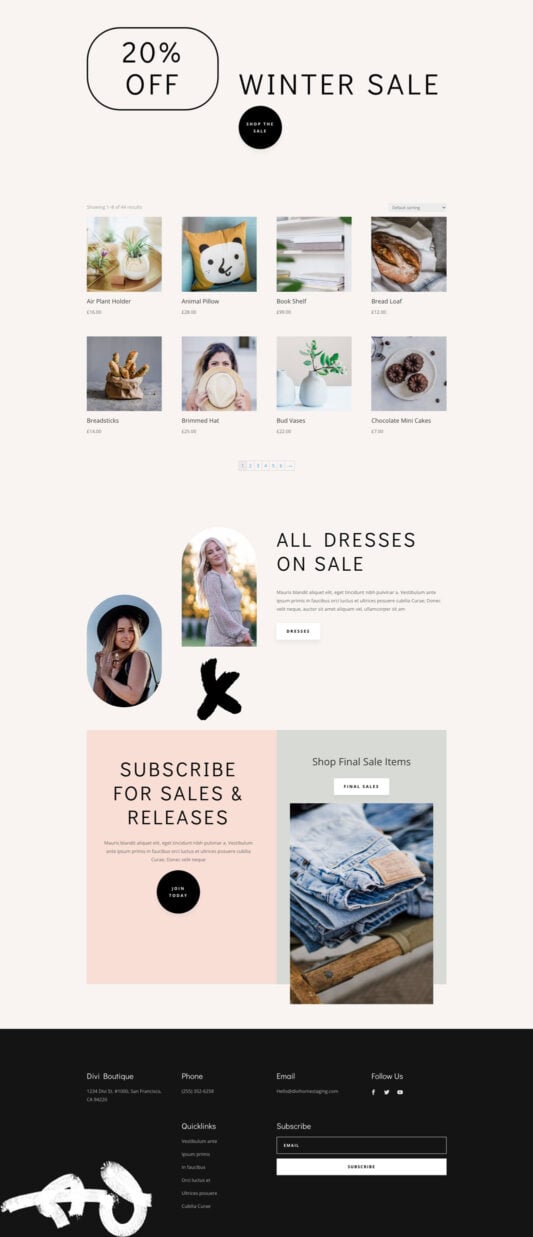 20%
OFF
WINTER SALE
SHOP THE
SALE
Showing 1–8 of 44 results
Default sorting
Air Plant Holder
£16.00
Animal Pillow
£28.00
Book Shelf
£99.00
Bread Loaf
£12.00
Breadsticks
£14.00
Brimmed Hat
£25.00
Bud Vases
£22.00
Chocolate Mini Cakes
£7.00
1 2 3 4 5 6 →
ALL DRESSES
ON SALE
Mauris blandit aliquet elit, eget tincidunt nibh pulvinar a. Vestibulum ante
ipsum primis in faucibus orci luctus et ultrices posuere cubilia Curae; Donec
velit neque, auctor sit amet aliquam vel, ullamcorper sit am
DRESSES
SUBSCRIBE
FOR SALES &
RELEASES
Mauris blandit aliquet elit, eget tincidunt nibh pulvinar a. Vestibulum
ante ipsum primis in faucibus orci luctus et ultrices posuere cubilia
Curae; Donec velit neque
JOIN
TODAY
Shop Final Sale Items
FINAL SALES
Divi Boutique
1234 Divi St. #1000, San Francisco,
CA 94220
Phone
(255) 352-6258
Email
Hello@divihomestaging.com
Follow Us
Quicklinks
Vestibulum ante
Ipsum primis
In faucibus
Orci luctus et
Ultrices posuere
Cubilia Curae
Subscribe
EMAIL
SUBSCRIBE